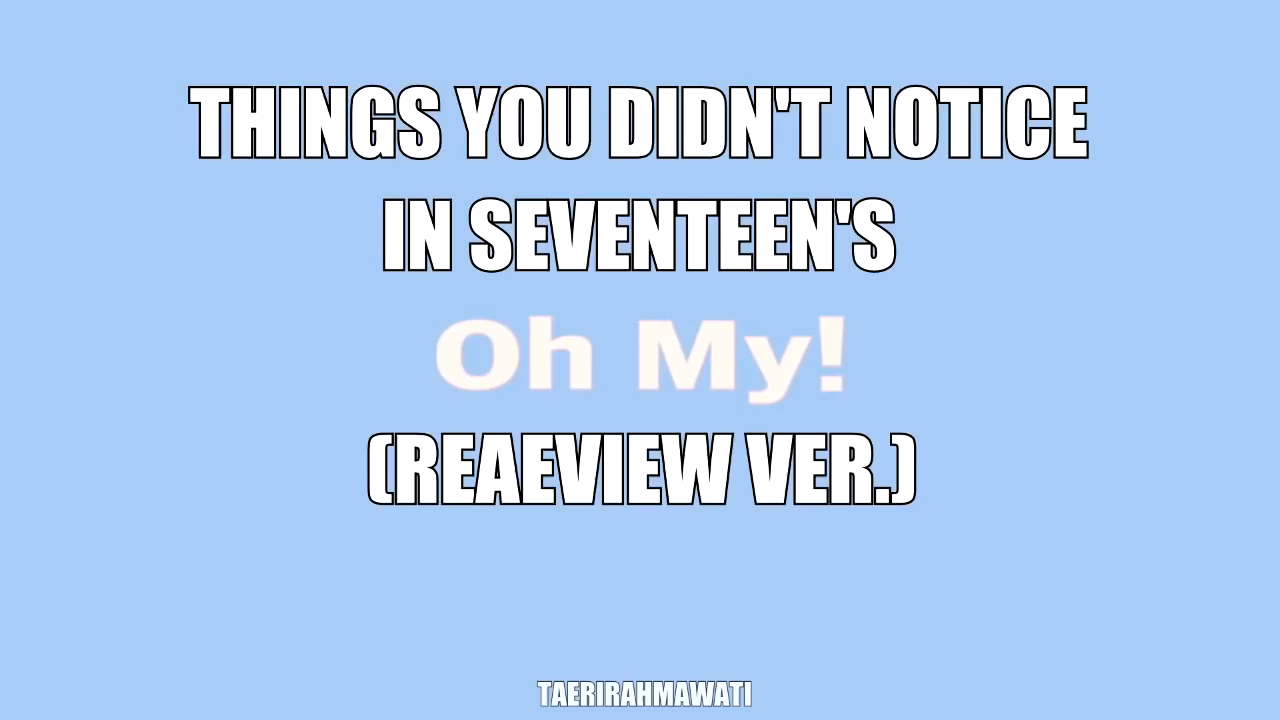 THINGS YOU DIDN'T NOTICE
IN SEVENTEEN'S
Oh My!
(REAEVIEW VER.)
TAERIRAHMAWATI